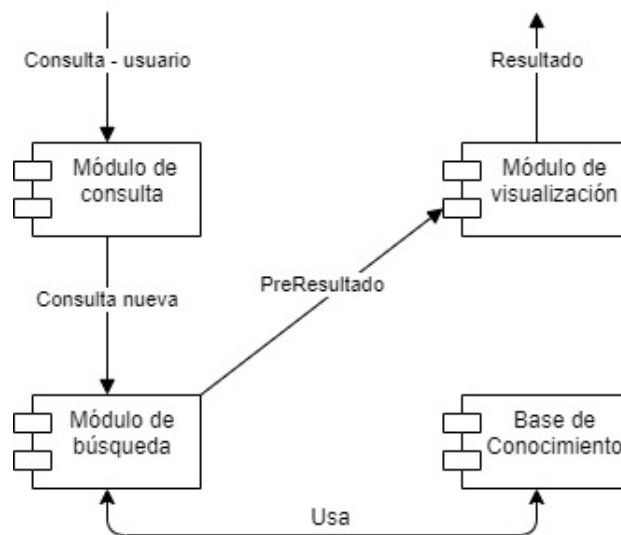 Consulta - usuario
Resultado
Módulo de
consulta
Módulo de
visualización
PreResultado
Consulta nueva
Módulo de
búsqueda
Base de
Conocimiento
Usa